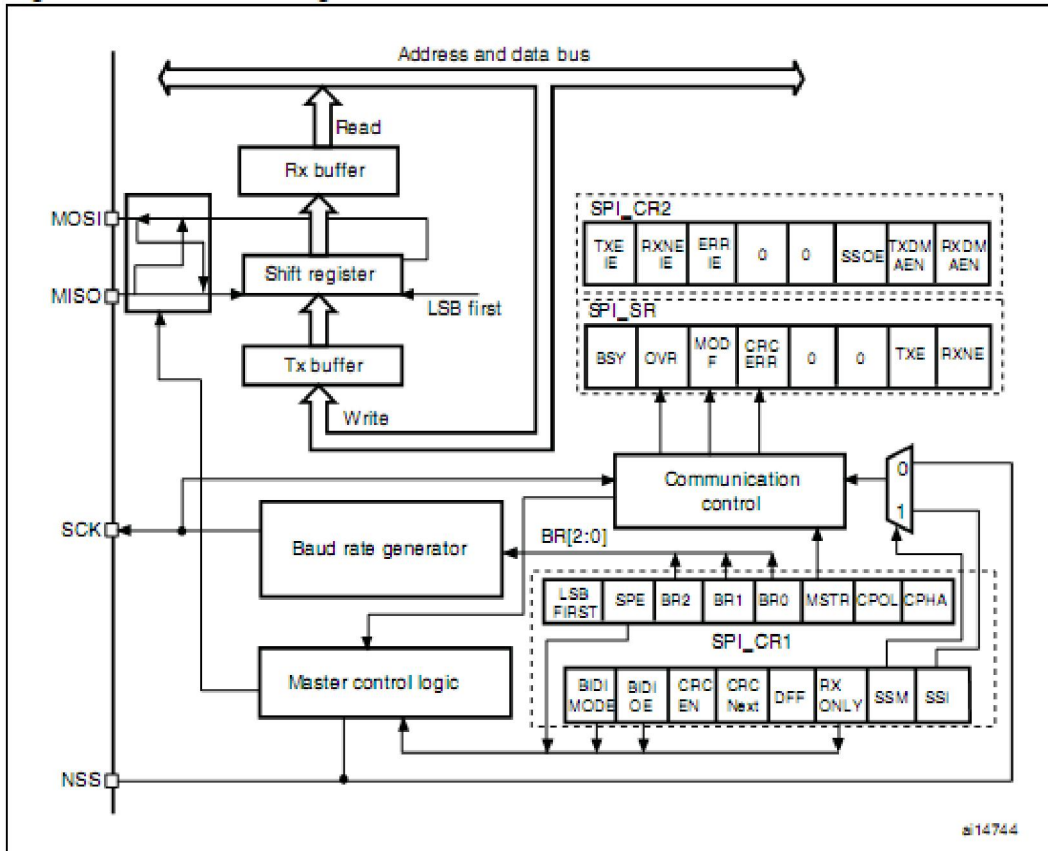 Address and data bus
Read
Rx buffer
MOSI
SPI_CR2
TXE IE RXNE IE ERR IE 0 0 SSOE TXDM AEN RXDM AEN
Shift register
MISO
LSB first
SPI_SR
BSY OVR MOD F CRC ERR 0 0 TXE RXNE
Tx buffer
Write
Communication control
0
1
SCK
Baud rate generator
BR[2:0]
LSB FIRST SPE BR2 BR1 BR0 MSTR CPOL CPHA
SPI_CR1
Master control logic
BIDI MODE BIDI OE CRC EN CRC Next DFF RX ONLY SSM SSI
NSS
ai14744